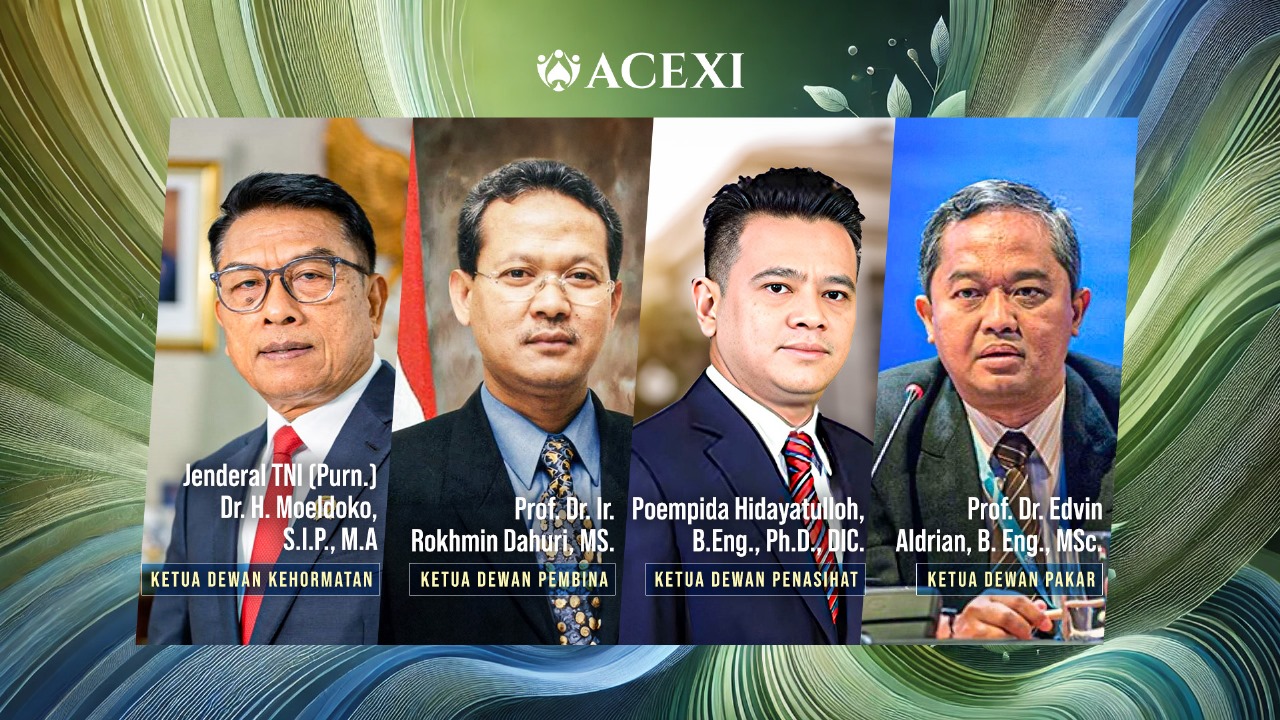 ACEXI
Jenderal TNI (Purn.)
Dr. H. Moeldoko,
S.I.P., M.A
KETUA DEWAN KEHORMATAN
Prof. Dr. Ir.
Rokhmin Dahuri, MS.
KETUA DEWAN PEMBINA
Poempida Hidayatulloh,
B.Eng., Ph.D., DIC.
KETUA DEWAN PENASIHAT
Prof. Dr. Edvin
Aldrian, B. Eng., MSc.
KETUA DEWAN PAKAR